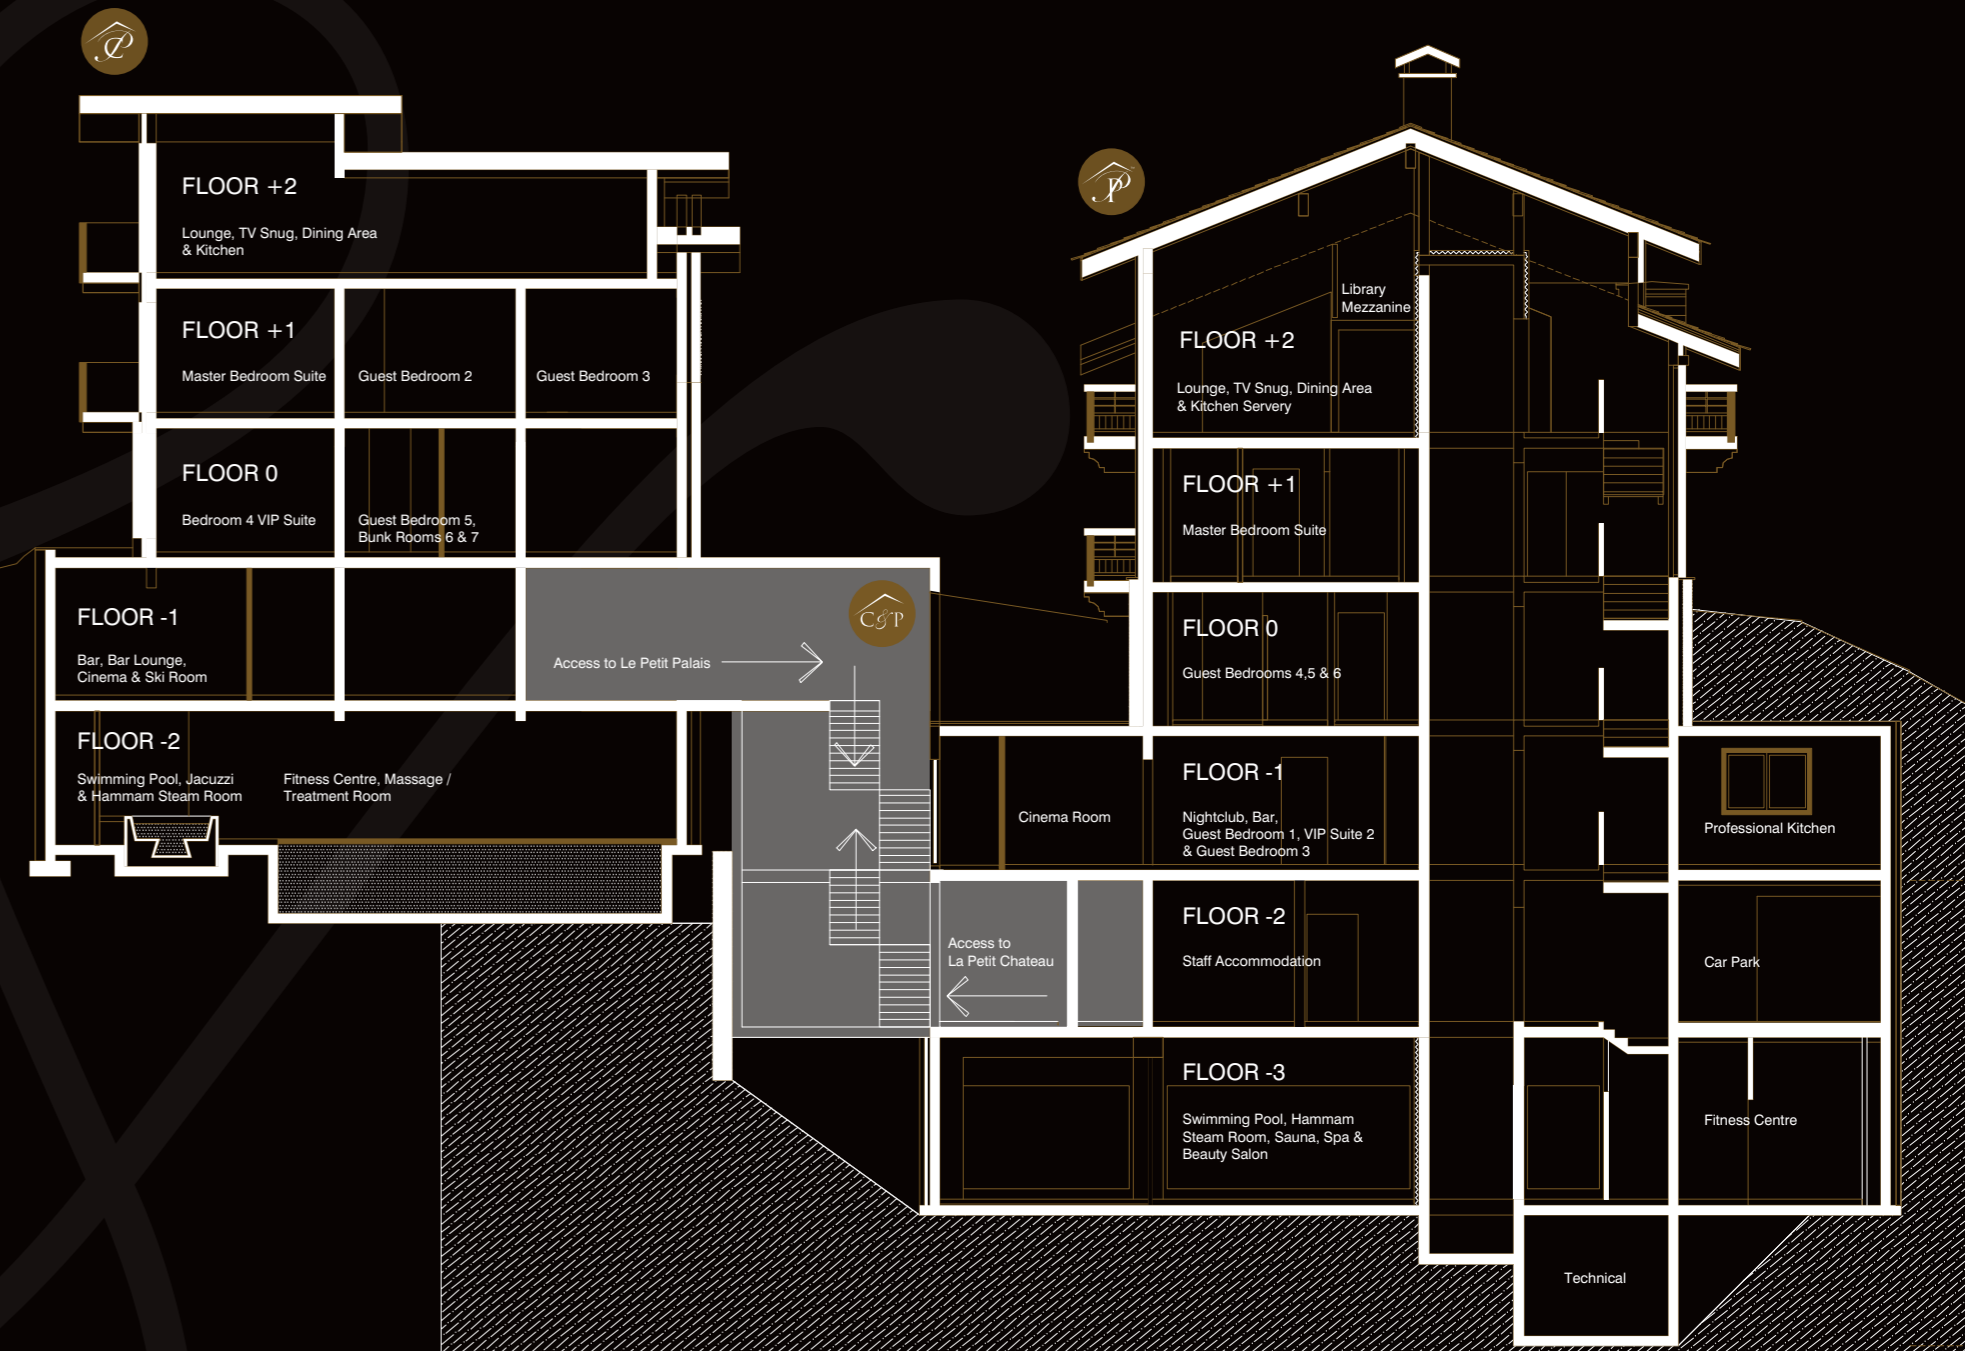 FLOOR +2
Lounge, TV Snug, Dining Area
& Kitchen
FLOOR +1
Master Bedroom Suite
Guest Bedroom 2
Guest Bedroom 3
FLOOR 0
Bedroom 4 VIP Suite
Guest Bedroom 5,
Bunk Rooms 6 & 7
FLOOR -1
Bar, Bar Lounge,
Cinema & Ski Room
Access to Le Petit Palais
C&P
FLOOR -2
Swimming Pool, Jacuzzi
& Hammam Steam Room
Fitness Centre, Massage /
Treatment Room
Access to
La Petit Chateau
P
Library
Mezzanine
FLOOR +2
Lounge, TV Snug, Dining Area
& Kitchen Servery
FLOOR +1
Master Bedroom Suite
FLOOR 0
Guest Bedrooms 4,5 & 6
Cinema Room
FLOOR -1
Nightclub, Bar,
Guest Bedroom 1, VIP Suite 2
& Guest Bedroom 3
Professional Kitchen
FLOOR -2
Staff Accommodation
Car Park
FLOOR -3
Swimming Pool, Hammam
Steam Room, Sauna, Spa &
Beauty Salon
Fitness Centre
Technical